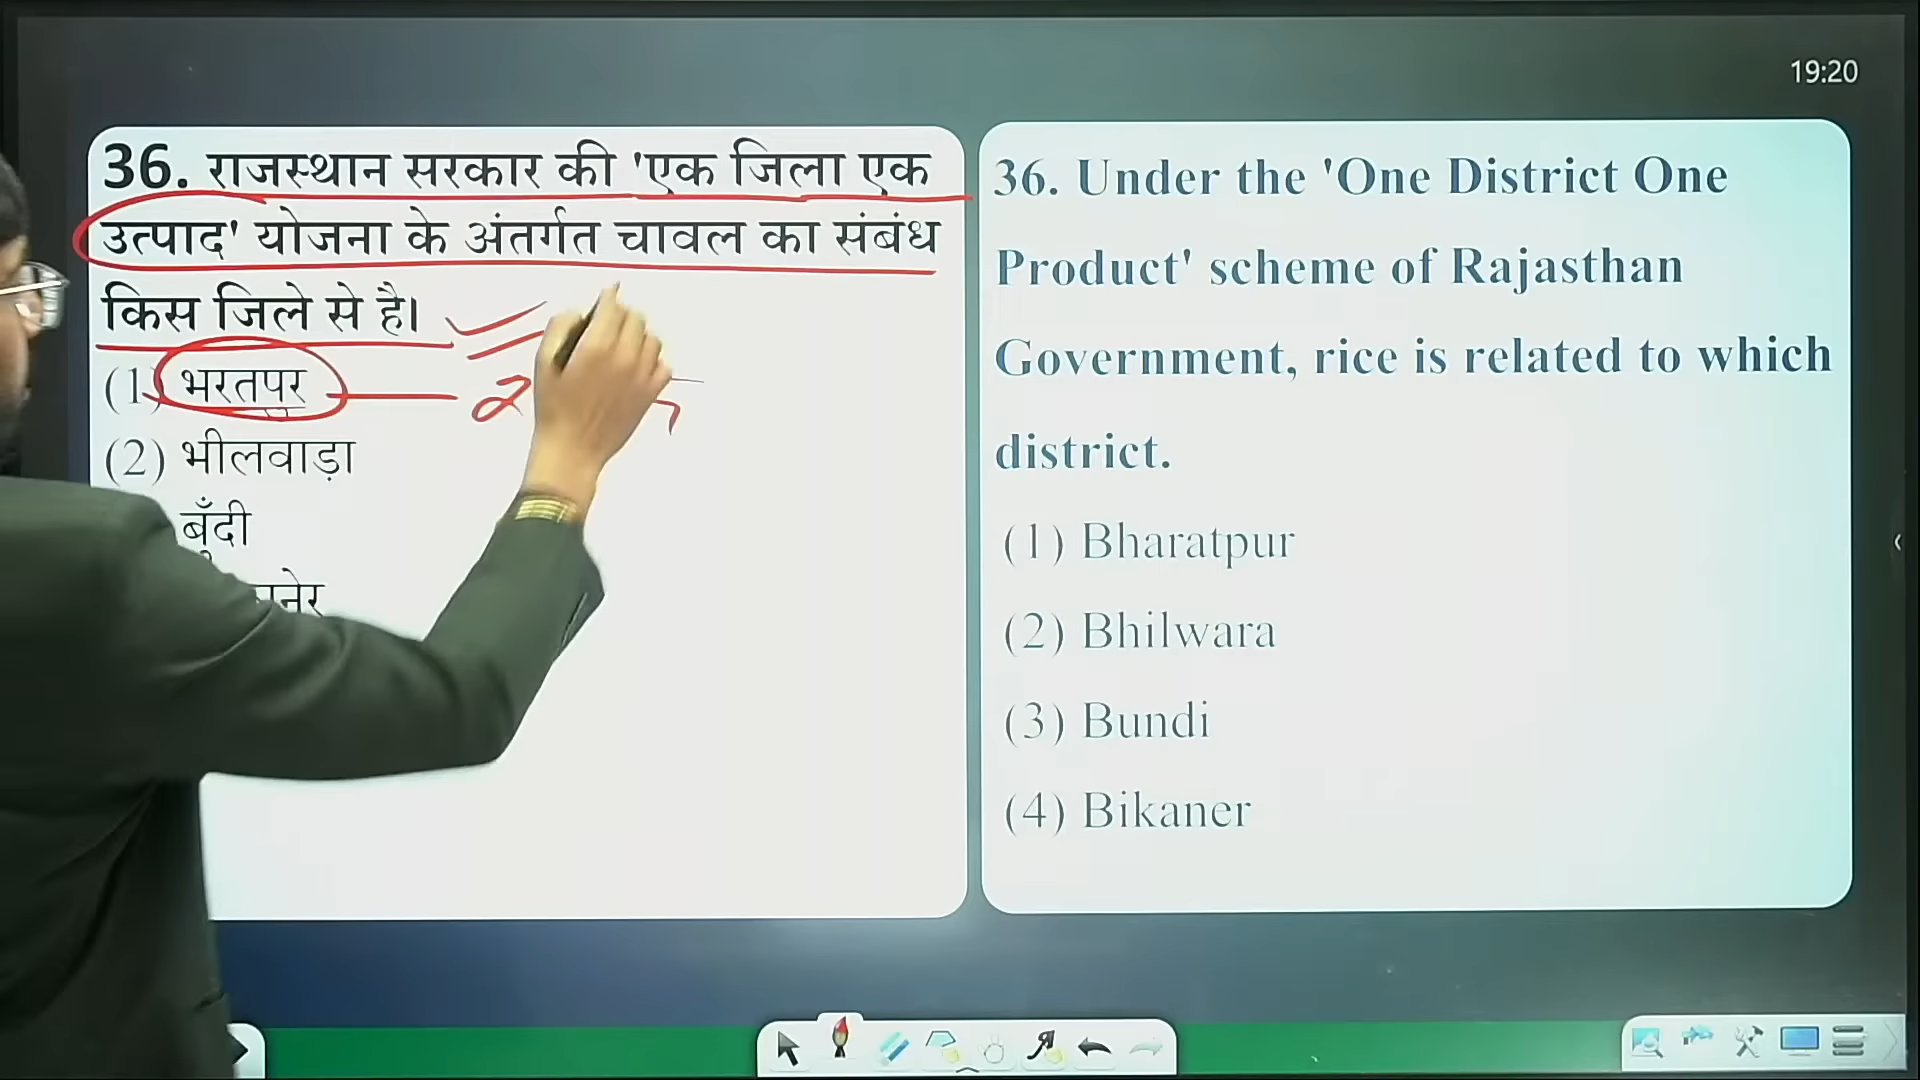 19:20
36. राजस्थान सरकार की 'एक जिला एक
उत्पाद' योजना के अंतर्गत चावल का संबंध
किस जिले से है।
(1) भरतपुर
(2) भीलवाड़ा
बूँदी
36. Under the 'One District One
Product' scheme of Rajasthan
Government, rice is related to which
district.
(1) Bharatpur
(2) Bhilwara
(3) Bundi
(4) Bikaner